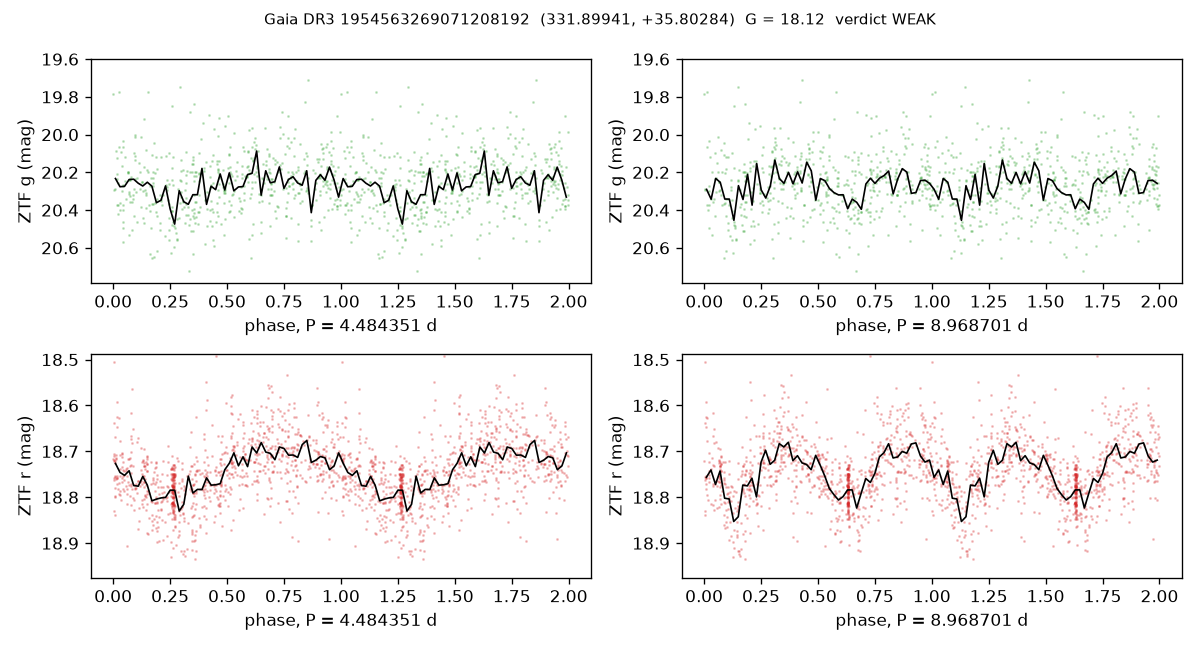 Gaia DR3 1954563269071208192 (331.89941, +35.80284) G = 18.12 verdict WEAK
19.6
19.8
20.0
20.2
20.4
20.6
ZTF g (mag)
0.00 0.25 0.50 0.75 1.00 1.25 1.50 1.75 2.00
phase, P = 4.484351 d
19.6
19.8
20.0
20.2
20.4
20.6
ZTF g (mag)
0.00 0.25 0.50 0.75 1.00 1.25 1.50 1.75 2.00
phase, P = 8.968701 d
18.5
18.6
18.7
18.8
18.9
ZTF r (mag)
0.00 0.25 0.50 0.75 1.00 1.25 1.50 1.75 2.00
phase, P = 4.484351 d
18.5
18.6
18.7
18.8
18.9
ZTF r (mag)
0.00 0.25 0.50 0.75 1.00 1.25 1.50 1.75 2.00
phase, P = 8.968701 d